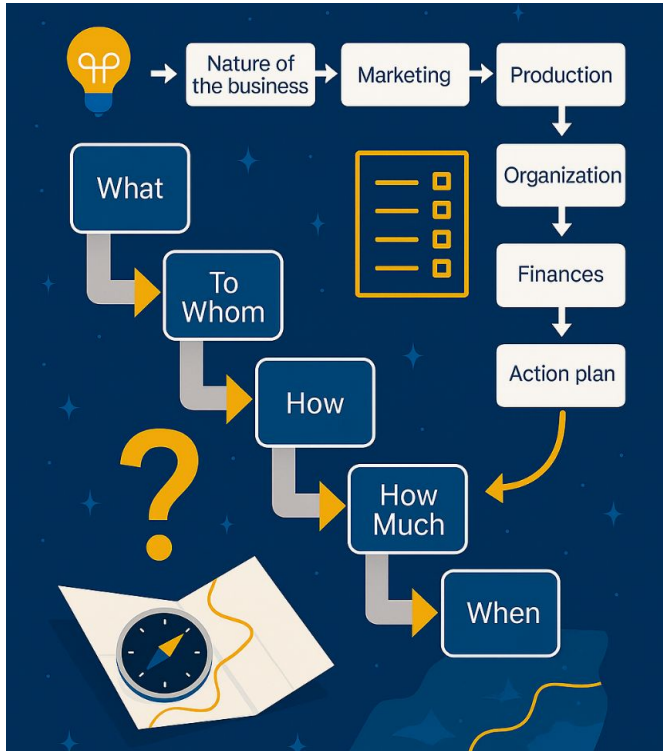 Nature of
the business
Marketing
Production
Organization
Finances
Action plan
What
To
Whom
How
How
Much
When
?